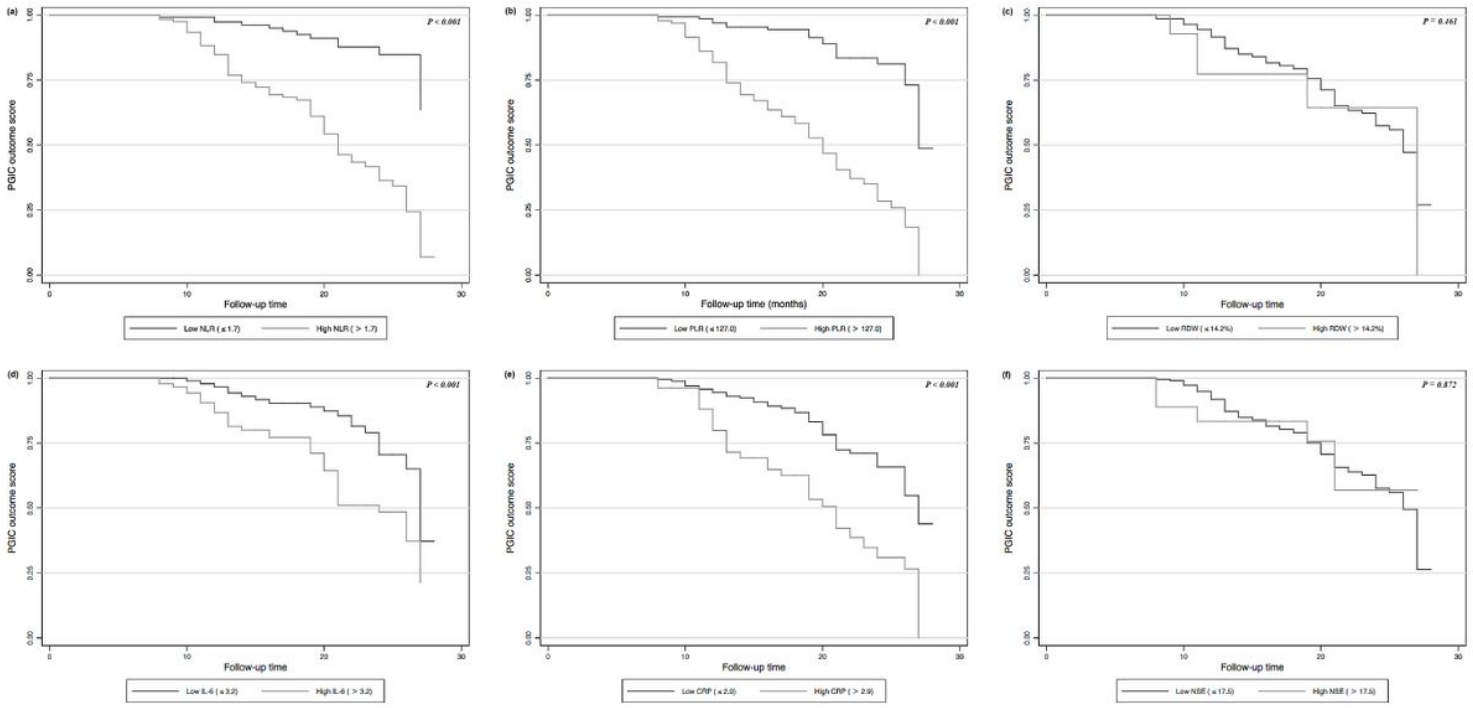 (a)
P < 0.001
PGIC outcome score
1.00
0.75
0.50
0.25
0.00
0 10 20 30
Follow-up time
Low NLR ( ≤ 1.7) High NLR ( > 1.7)
(b)
P < 0.001
PGIC outcome score
1.00
0.75
0.50
0.25
0.00
0 10 20 30
Follow-up time (months)
Low PLR ( ≤ 127.0) High PLR ( > 127.0)
(c)
P = 0.461
PGIC outcome score
1.00
0.75
0.50
0.25
0.00
0 10 20 30
Follow-up time
Low RDW ( ≤ 14.2%) High RDW ( > 14.2%)
(d)
P < 0.001
PGIC outcome score
1.00
0.75
0.50
0.25
0.00
0 10 20 30
Follow-up time
Low IL-6 ( ≤ 3.2) High IL-6 ( > 3.2)
(e)
P < 0.001
PGIC outcome score
1.00
0.75
0.50
0.25
0.00
0 10 20 30
Follow-up time
Low CRP ( ≤ 2.9) High CRP ( > 2.9)
(f)
P = 0.872
PGIC outcome score
1.00
0.75
0.50
0.25
0.00
0 10 20 30
Follow-up time
Low NSE ( ≤ 17.5) High NSE ( > 17.5)